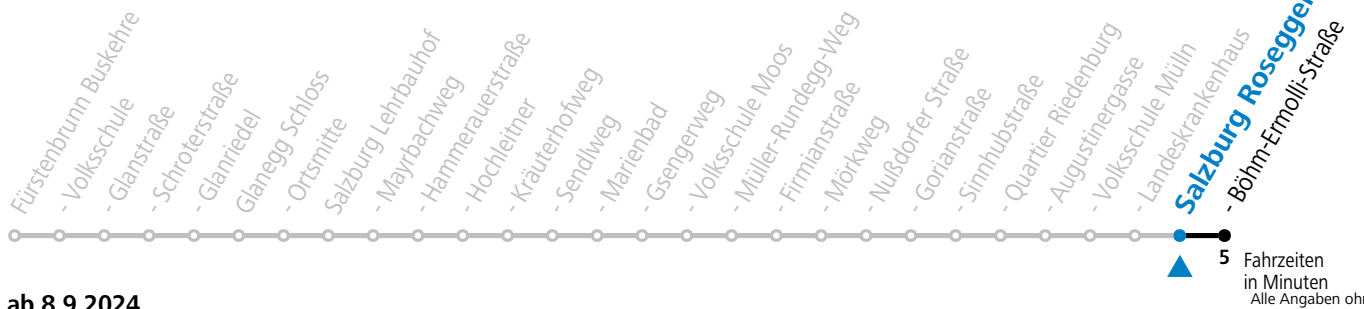 Fürstenbrunn Buskehre
- Volksschule
- Glanstraße
- Schroterstraße
- Glanriedel
Glanegg Schloss
- Ortsmitte
Salzburg Lehrbauhof
- Mayrbachweg
- Hammerauerstraße
- Hochleitner
- Kräuterhofweg
- Sendlweg
- Marienbad
- Gsengerweg
- Volksschule Moos
- Müller-Rundegg-Weg
- Firmianstraße
- Mörkweg
- Nußdorfer Straße
- Gorianstraße
- Sinnhubstraße
- Quartier Riedenburg
- Augustinergasse
- Volksschule Mülln
- Landeskrankenhaus
Salzburg Rosegger
- Böhm-Ermolli-Straße
5 Fahrzeiten
in Minuten
Alle Angaben ohn
ab 8.9.2024